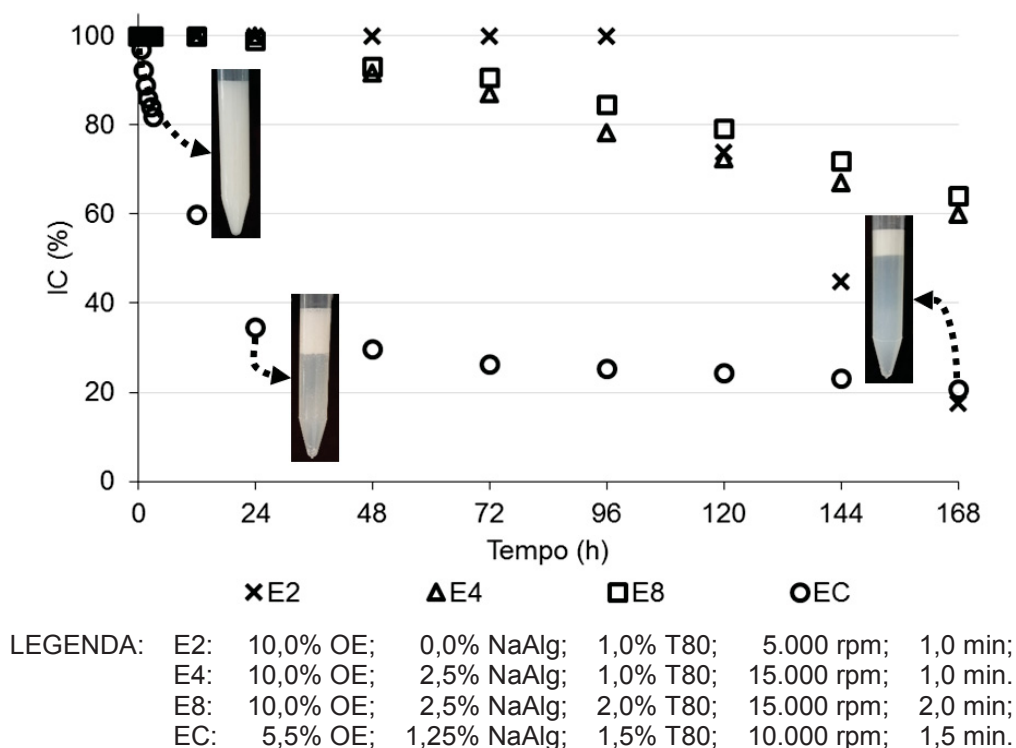 100
80
60
40
20
0
IC (%)
0 24 48 72 96 120 144 168
Tempo (h)
E2 E4 E8 EC
LEGENDA: E2: 10,0% OE; 0,0% NaAlg; 1,0% T80; 5.000 rpm; 1,0 min;
E4: 10,0% OE; 2,5% NaAlg; 1,0% T80; 15.000 rpm; 1,0 min.
E8: 10,0% OE; 2,5% NaAlg; 2,0% T80; 15.000 rpm; 2,0 min;
EC: 5,5% OE; 1,25% NaAlg; 1,5% T80; 10.000 rpm; 1,5 min.